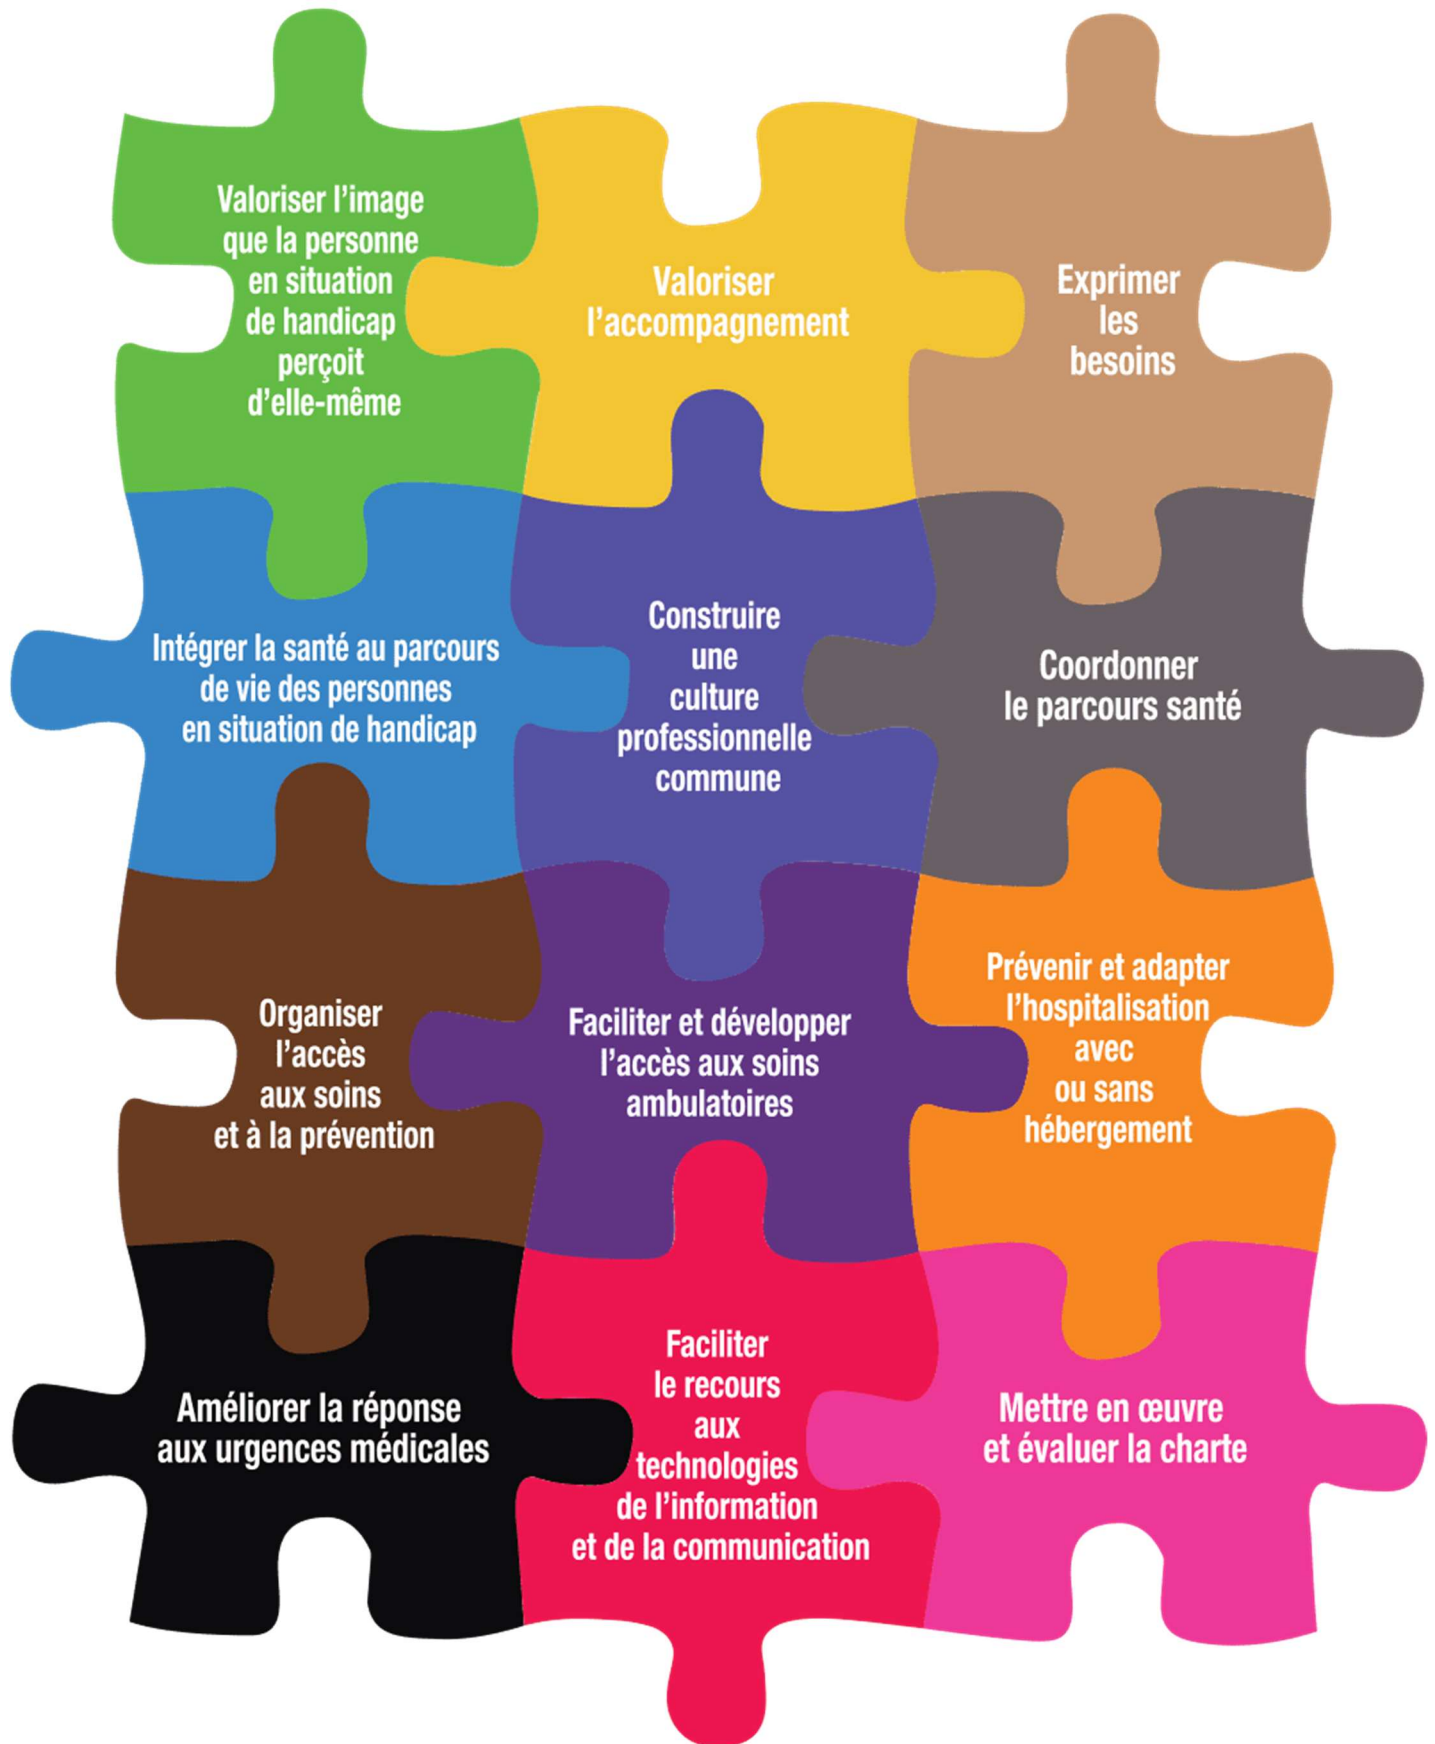 Valoriser l’image
que la personne
en situation
de handicap
perçoit
d’elle-même
Valoriser
l’accompagnement
Exprimer
les
besoins
Intégrer la santé au parcours
de vie des personnes
en situation de handicap
Construire
une
culture
professionnelle
commune
Coordonner
le parcours santé
Organiser
l’accès
aux soins
et à la prévention
Faciliter et développer
l’accès aux soins
ambulatoires
Prévenir et adapter
l’hospitalisation
avec
ou sans
hébergement
Améliorer la réponse
aux urgences médicales
Faciliter
le recours
aux
technologies
de l’information
et de la communication
Mettre en œuvre
et évaluer la charte